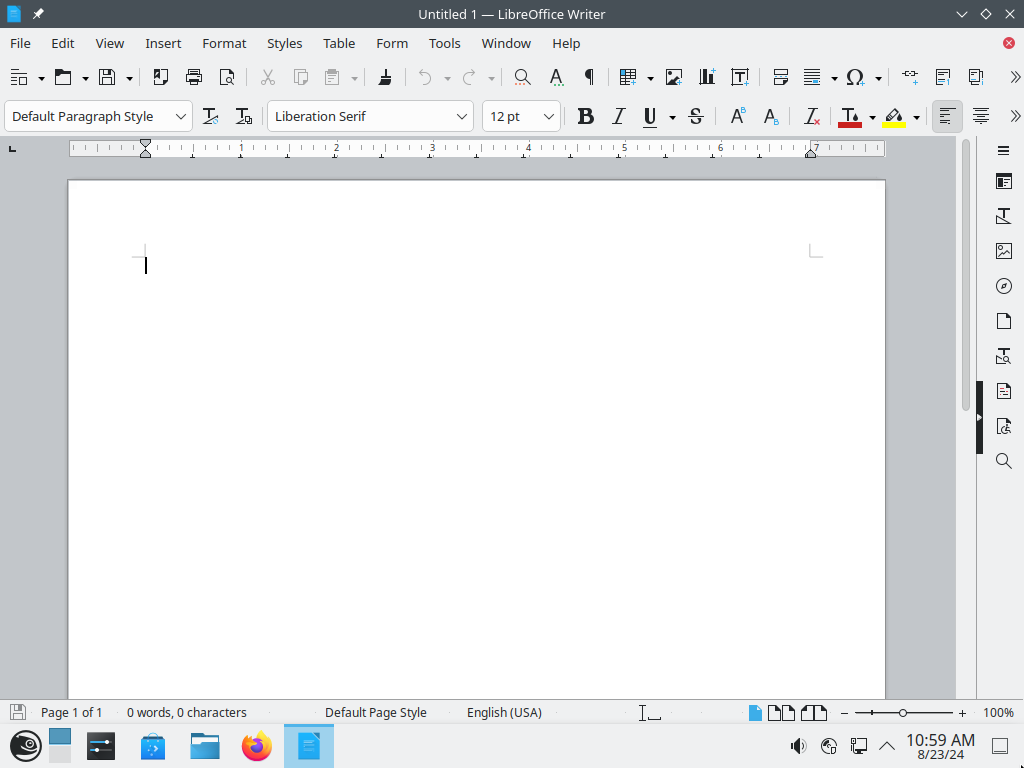 Untitled 1 — LibreOffice Writer
File Edit View Insert Format Styles Table Form Tools Window Help
Default Paragraph Style Liberation Serif 12 pt
1 2 3 4 5 6 7
Page 1 of 1 0 words, 0 characters Default Page Style English (USA) 100%
10:59 AM
8/23/24